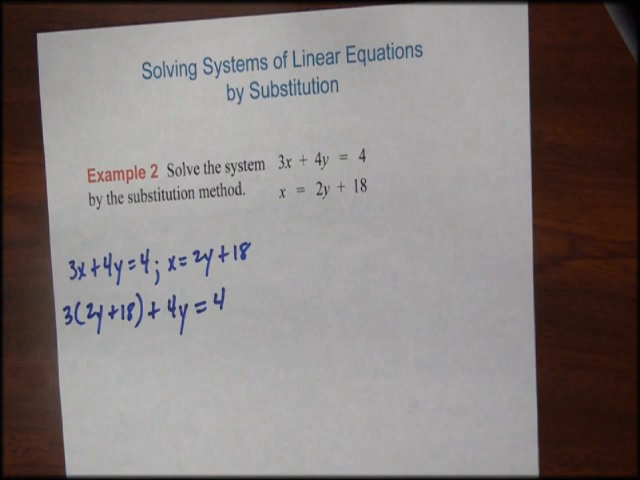 Solving Systems of Linear Equations
by Substitution
Example 2 Solve the system 3x + 4y = 4
by the substitution method. x = 2y + 18
3x+4y=4; x=2y+18
3(2y+18)+4y=4